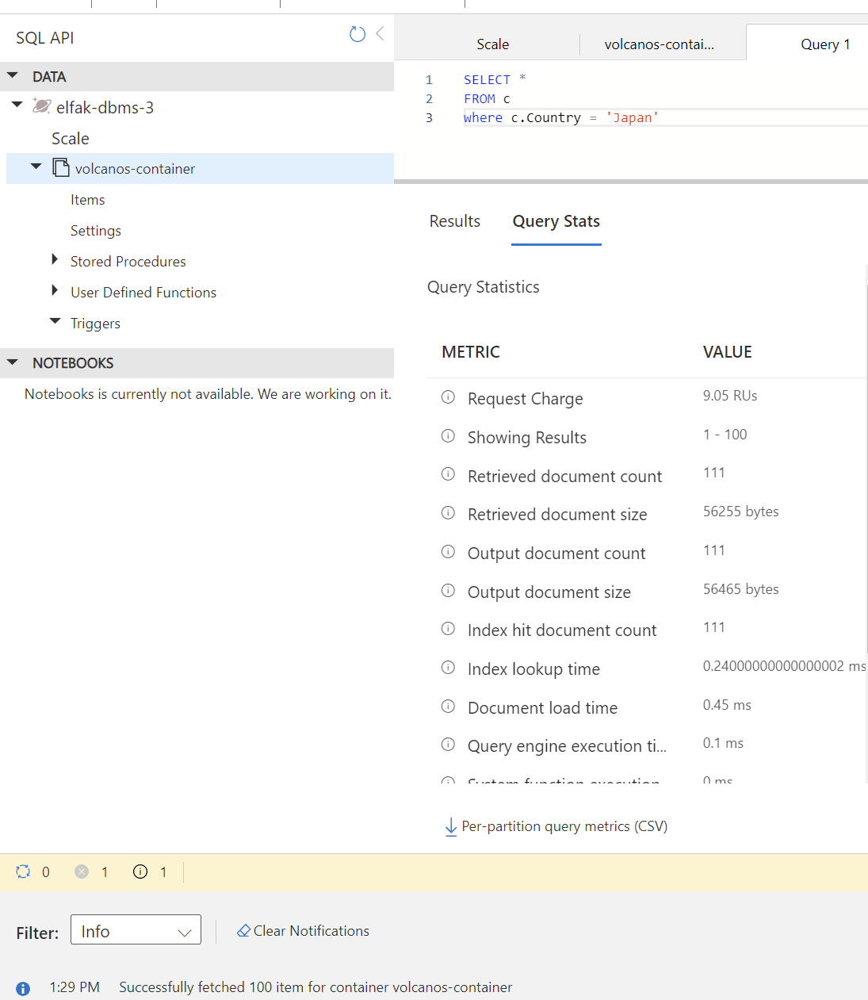 SQL API
DATA
elfak-dbms-3
Scale
volcanos-container
Items
Settings
Stored Procedures
User Defined Functions
Triggers
NOTEBOOKS
Notebooks is currently not available. We are working on it.
Scale
volcanos-contai...
Query 1
1 SELECT *
2 FROM c
3 where c.Country = 'Japan'
Results
Query Stats
Query Statistics
METRIC VALUE
Request Charge 9.05 RUs
Showing Results 1 - 100
Retrieved document count 111
Retrieved document size 56255 bytes
Output document count 111
Output document size 56465 bytes
Index hit document count 111
Index lookup time 0.24000000000000002 ms
Document load time 0.45 ms
Query engine execution ti... 0.1 ms
System function execution 0 ms
Per-partition query metrics (CSV)
0 1 1
Filter: Info Clear Notifications
1:29 PM Successfully fetched 100 item for container volcanos-container